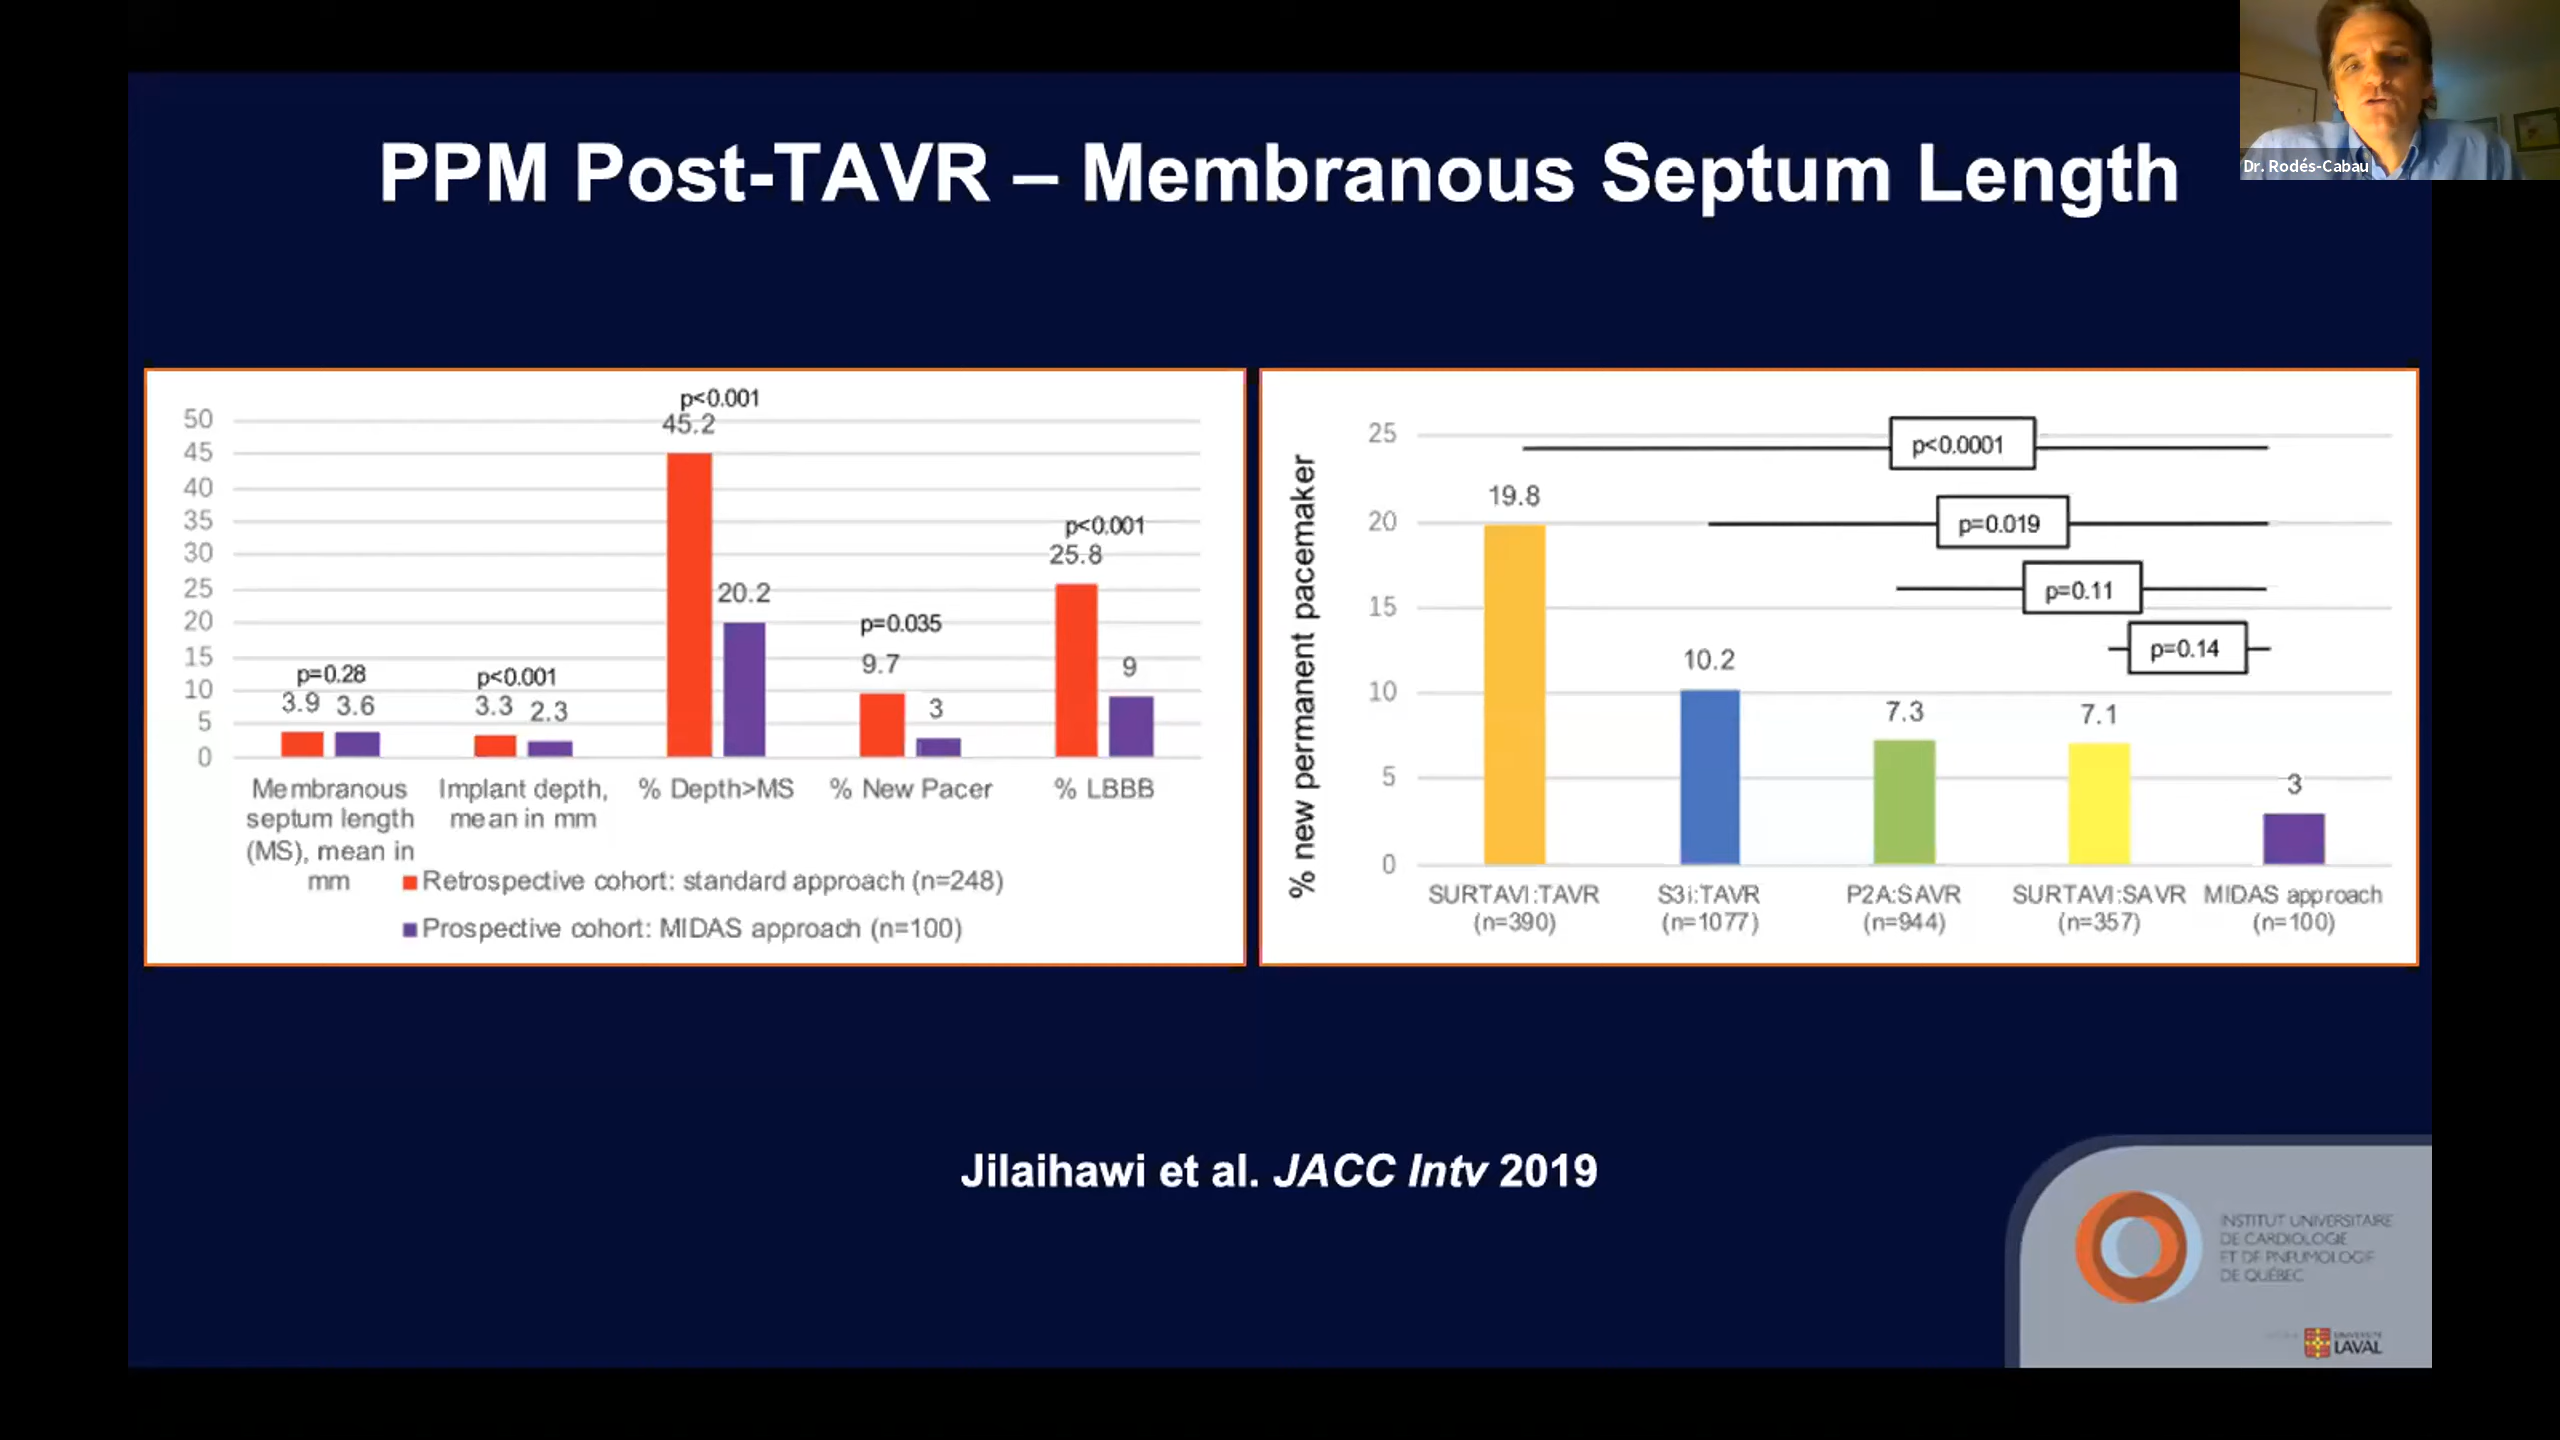 Dr. Rodés-Cabau
PPM Post-TAVR – Membranous Septum Length
50
45
40
35
30
25
20
15
10
5
0
p=0.28
3.9 3.6
p<0.001
3.3 2.3
p<0.001
45.2
20.2
p=0.035
9.7
3
p<0.001
25.8
9
Membranous
septum length
(MS), mean in
mm
Implant depth,
mean in mm
% Depth>MS
% New Pacer
% LBBB
Retrospective cohort: standard approach (n=248)
Prospective cohort: MIDAS approach (n=100)
% new permanent pacemaker
25
20
15
10
5
0
p<0.0001
p=0.019
p=0.11
p=0.14
19.8
10.2
7.3
7.1
3
SURTAVI:TAVR
(n=390)
S3i:TAVR
(n=1077)
P2A:SAVR
(n=944)
SURTAVI:SAVR
(n=357)
MIDAS approach
(n=100)
Jilaihawi et al. JACC Intv 2019
INSTITUT UNIVERSITAIRE
DE CARDIOLOGIE
ET DE PNEUMOLOGIE
DE QUÉBEC
UNIVERSITÉ
LAVAL